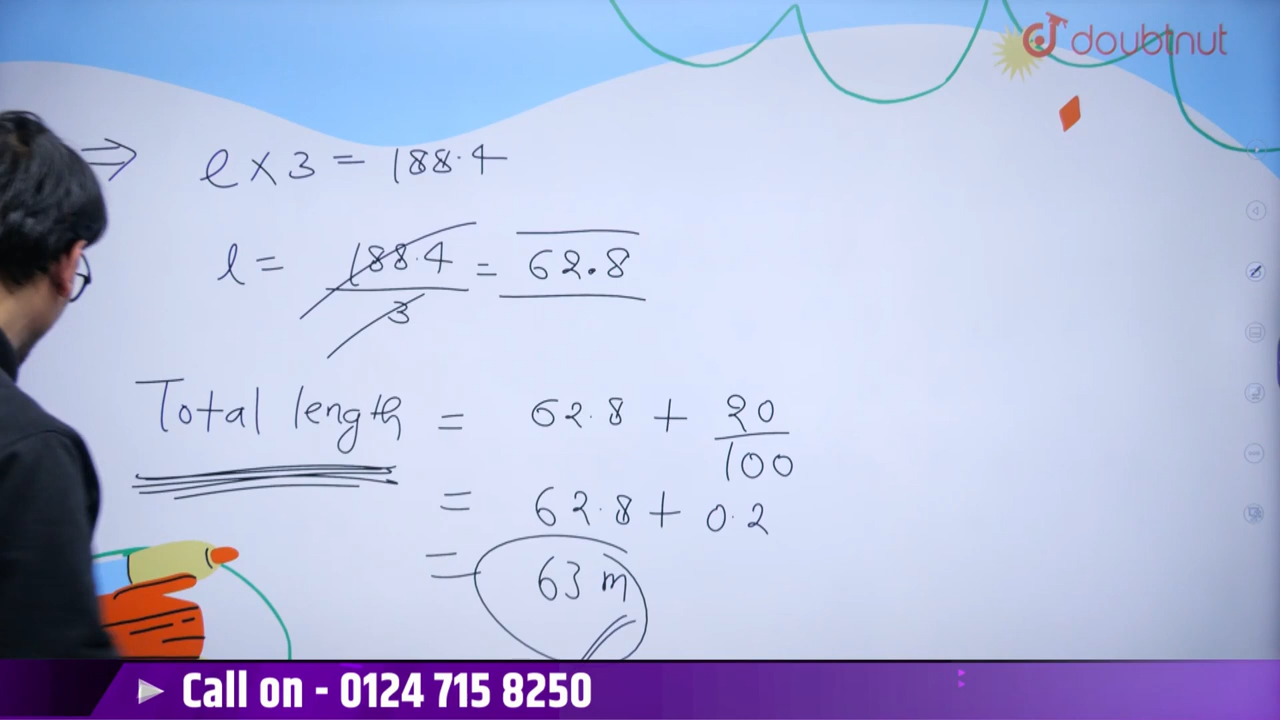 doubtnut
⇒ l × 3 = 188.4
l = 188.4 / 3 = 62.8
Total length = 62.8 + 20 / 100
= 62.8 + 0.2
= 63 m
Call on - 0124 715 8250